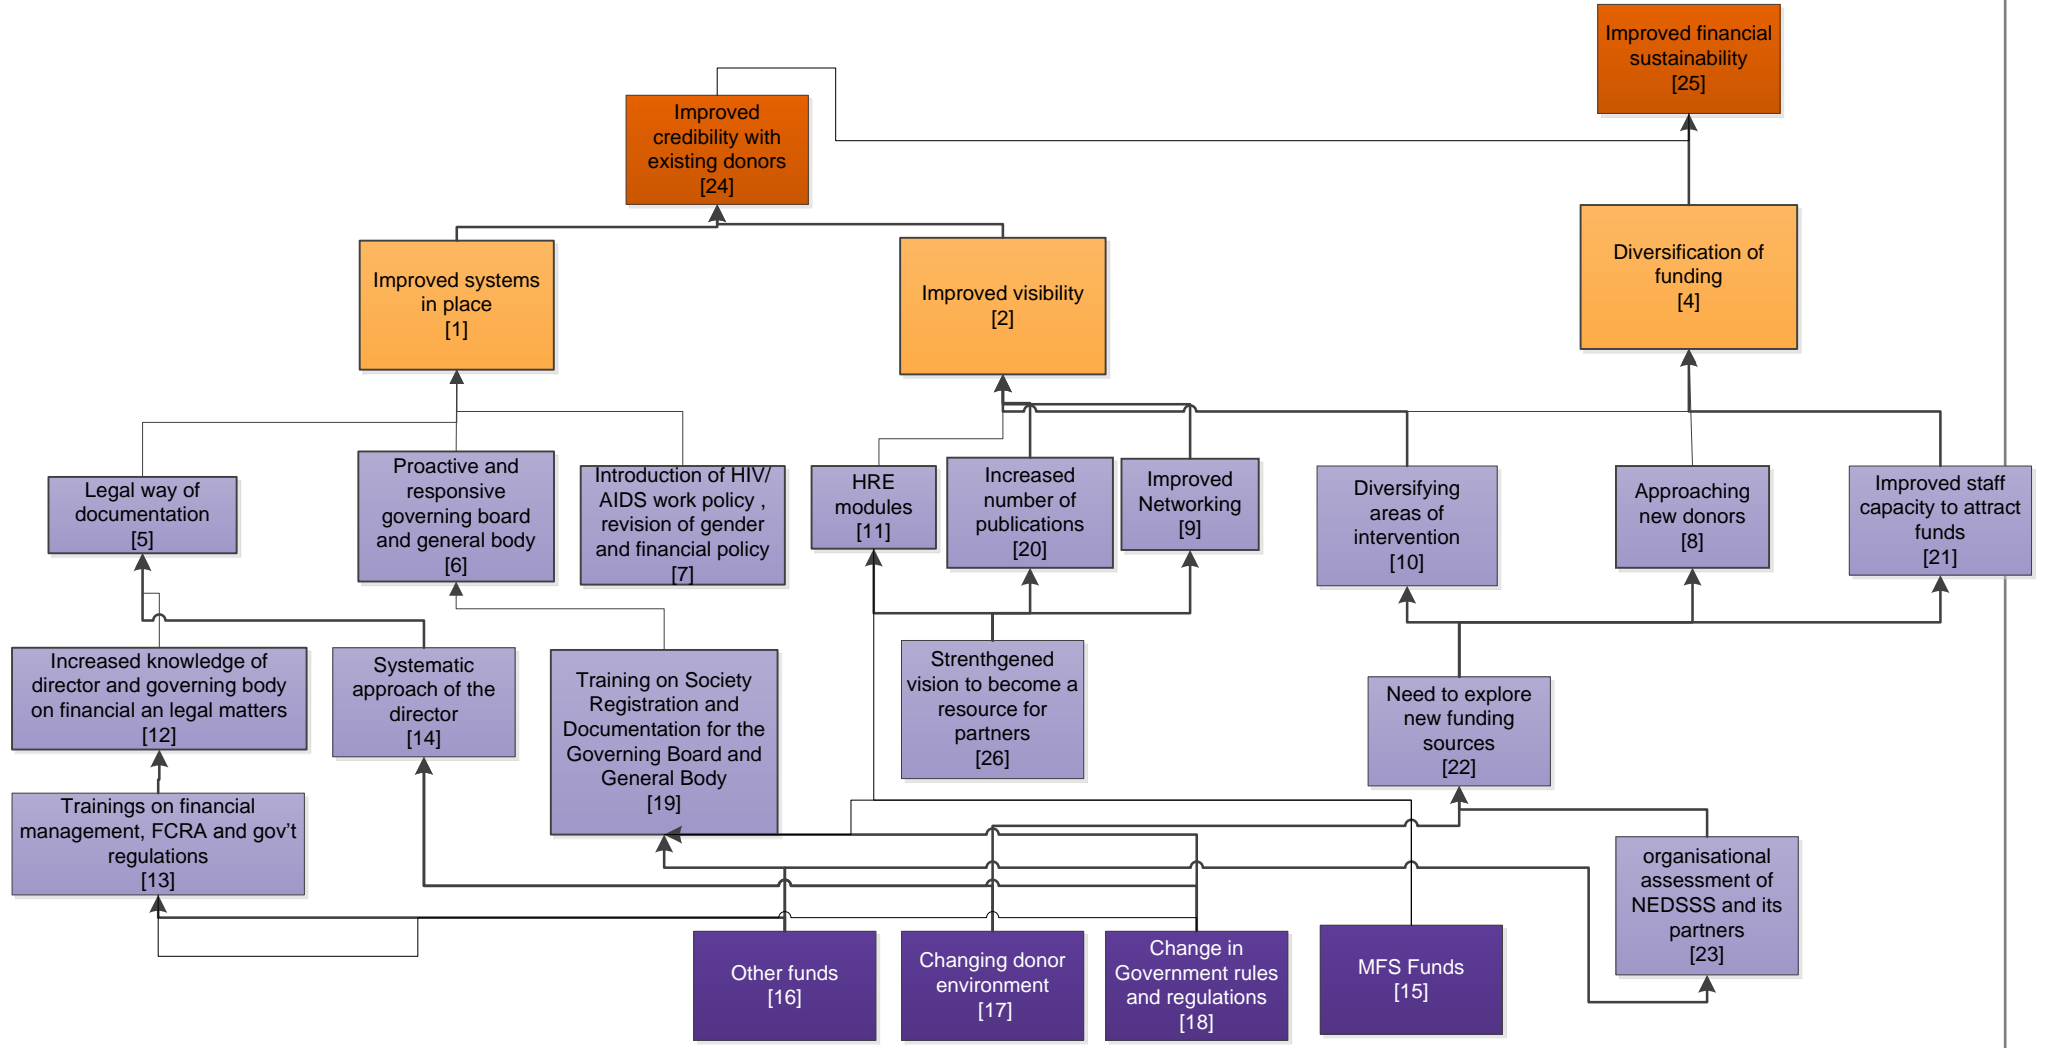 Improved financial
sustainability
[25]
Improved
credibility with
existing donors
[24]
Improved systems
in place
[1]
Improved visibility
[2]
Diversification of
funding
[4]
Legal way of
documentation
[5]
Proactive and
responsive
governing board
and general body
[6]
Introduction of HIV/
AIDS work policy ,
revision of gender
and financial policy
[7]
HRE
modules
[11]
Increased
number of
publications
[20]
Improved
Networking
[9]
Diversifying
areas of
intervention
[10]
Approaching
new donors
[8]
Improved staff
capacity to attract
funds
[21]
Increased knowledge of
director and governing body
on financial an legal matters
[12]
Systematic
approach of the
director
[14]
Training on Society
Registration and
Documentation for the
Governing Board and
General Body
[19]
Strenthgened
vision to become a
resource for
partners
[26]
Need to explore
new funding
sources
[22]
Trainings on financial
management, FCRA and gov't
regulations
[13]
organisational
assessment of
NEDSSS and its
partners
[23]
Other funds
[16]
Changing donor
environment
[17]
Change in
Government rules
and regulations
[18]
MFS Funds
[15]